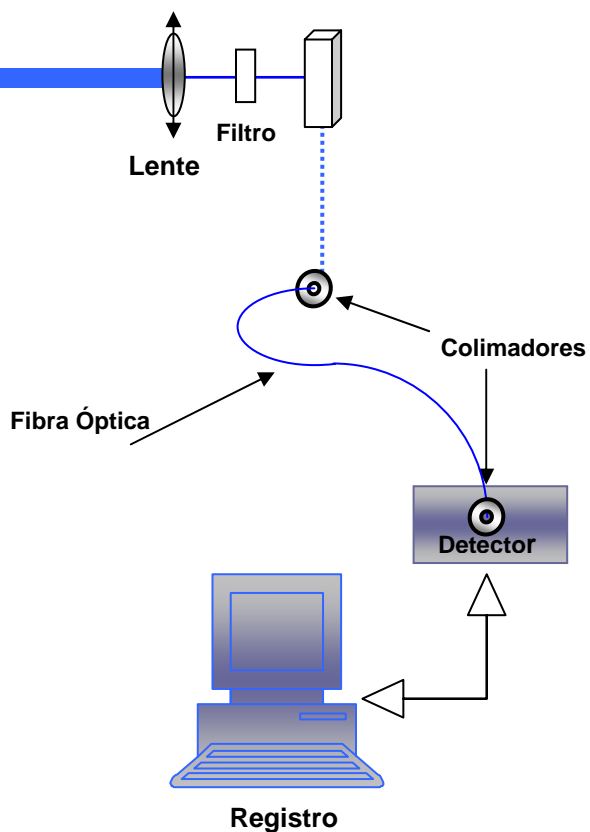 Filtro
Lente
Colimadores
Fibra Óptica
Detector
Registro